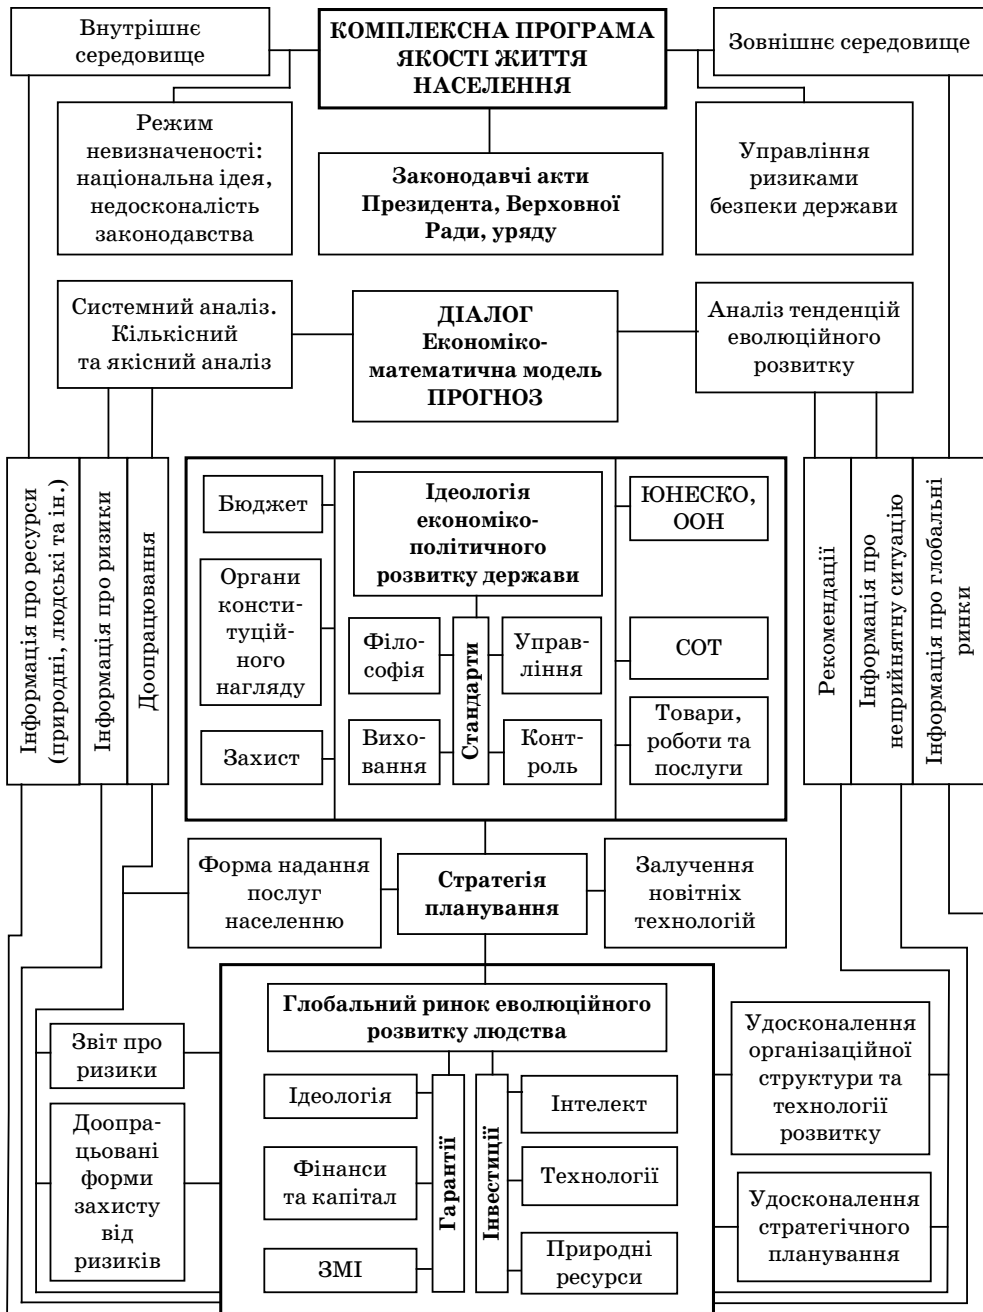 Внутрішнє
середовище
КОМПЛЕКСНА ПРОГРАМА
ЯКОСТІ ЖИТТЯ
НАСЕЛЕННЯ
Зовнішнє середовище
Режим
невизначеності:
національна ідея,
недосконалість
законодавства
Законодавчі акти
Президента, Верховної
Ради, уряду
Управління
ризиками
безпеки держави
Системний аналіз.
Кількісний
та якісний аналіз
ДІАЛОГ
Економіко-
математична модель
ПРОГНОЗ
Аналіз тенденцій
еволюційного
розвитку
Інформація про ресурси
(природні, людські та ін.)
Інформація про ризики
Доопрацювання
Бюджет
Органи
консти-
туцій-
ного
нагляду
Захист
Ідеологія
економіко-
політичного
розвитку держави
Філо-
софія
Вихо-
вання
Стандарти
Управ-
ління
Конт-
роль
ЮНЕСКО,
ООН
СОТ
Товари,
роботи та
послуги
Рекомендації
Інформація про
неприйнятну ситуацію
Інформація про глобальні
ринки
Форма надання
послуг
населенню
Стратегія
планування
Залучення
новітніх
технологій
Глобальний ринок еволюційного
розвитку людства
Звіт про
ризики
Доопра-
цьовані
форми
захисту
від
ризиків
Ідеологія
Фінанси
та капітал
ЗМІ
Гарантії
Інвестиції
Інтелект
Технології
Природні
ресурси
Удосконалення
організаційної
структури та
технології
розвитку
Удосконалення
стратегічного
планування